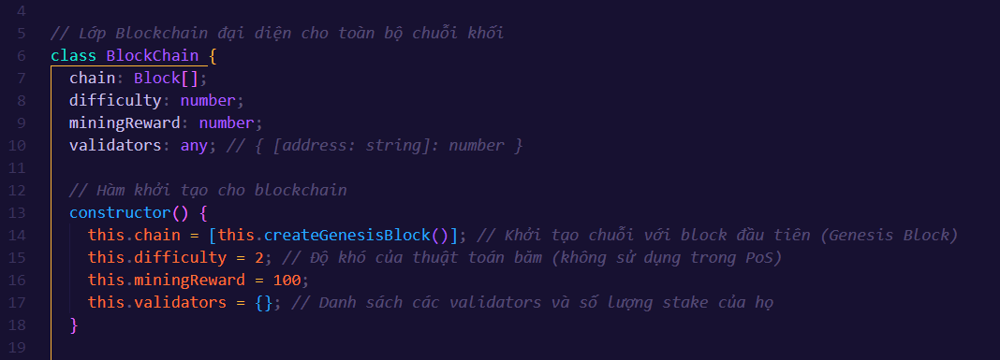 4
5 // Lớp Blockchain đại diện cho toàn bộ chuỗi khối
6 class BlockChain {
7 chain: Block[];
8 difficulty: number;
9 miningReward: number;
10 validators: any; // { [address: string]: number }
11
12 // Hàm khởi tạo cho blockchain
13 constructor() {
14 this.chain = [this.createGenesisBlock()]; // Khởi tạo chuỗi với block đầu tiên (Genesis Block)
15 this.difficulty = 2; // Độ khó của thuật toán băm (không sử dụng trong PoS)
16 this.miningReward = 100;
17 this.validators = {}; // Danh sách các validators và số lượng stake của họ
18 }
19